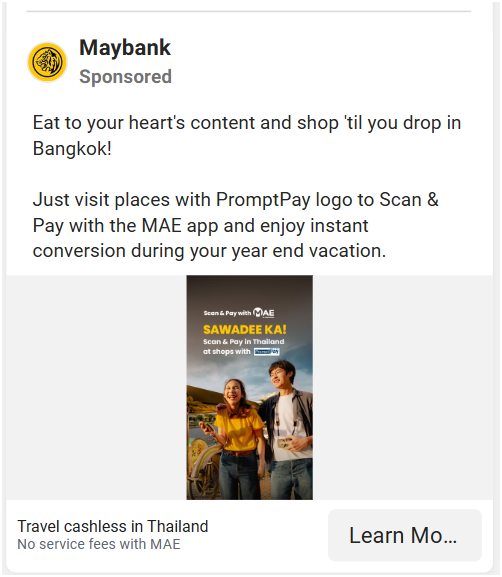 Maybank
Sponsored
Eat to your heart's content and shop 'til you drop in
Bangkok!
Just visit places with PromptPay logo to Scan &
Pay with the MAE app and enjoy instant
conversion during your year end vacation.
Scan & Pay with MAE
SAWADEE KA!
Scan & Pay in Thailand
at shops with PromptPay
Travel cashless in Thailand
No service fees with MAE
Learn Mo...